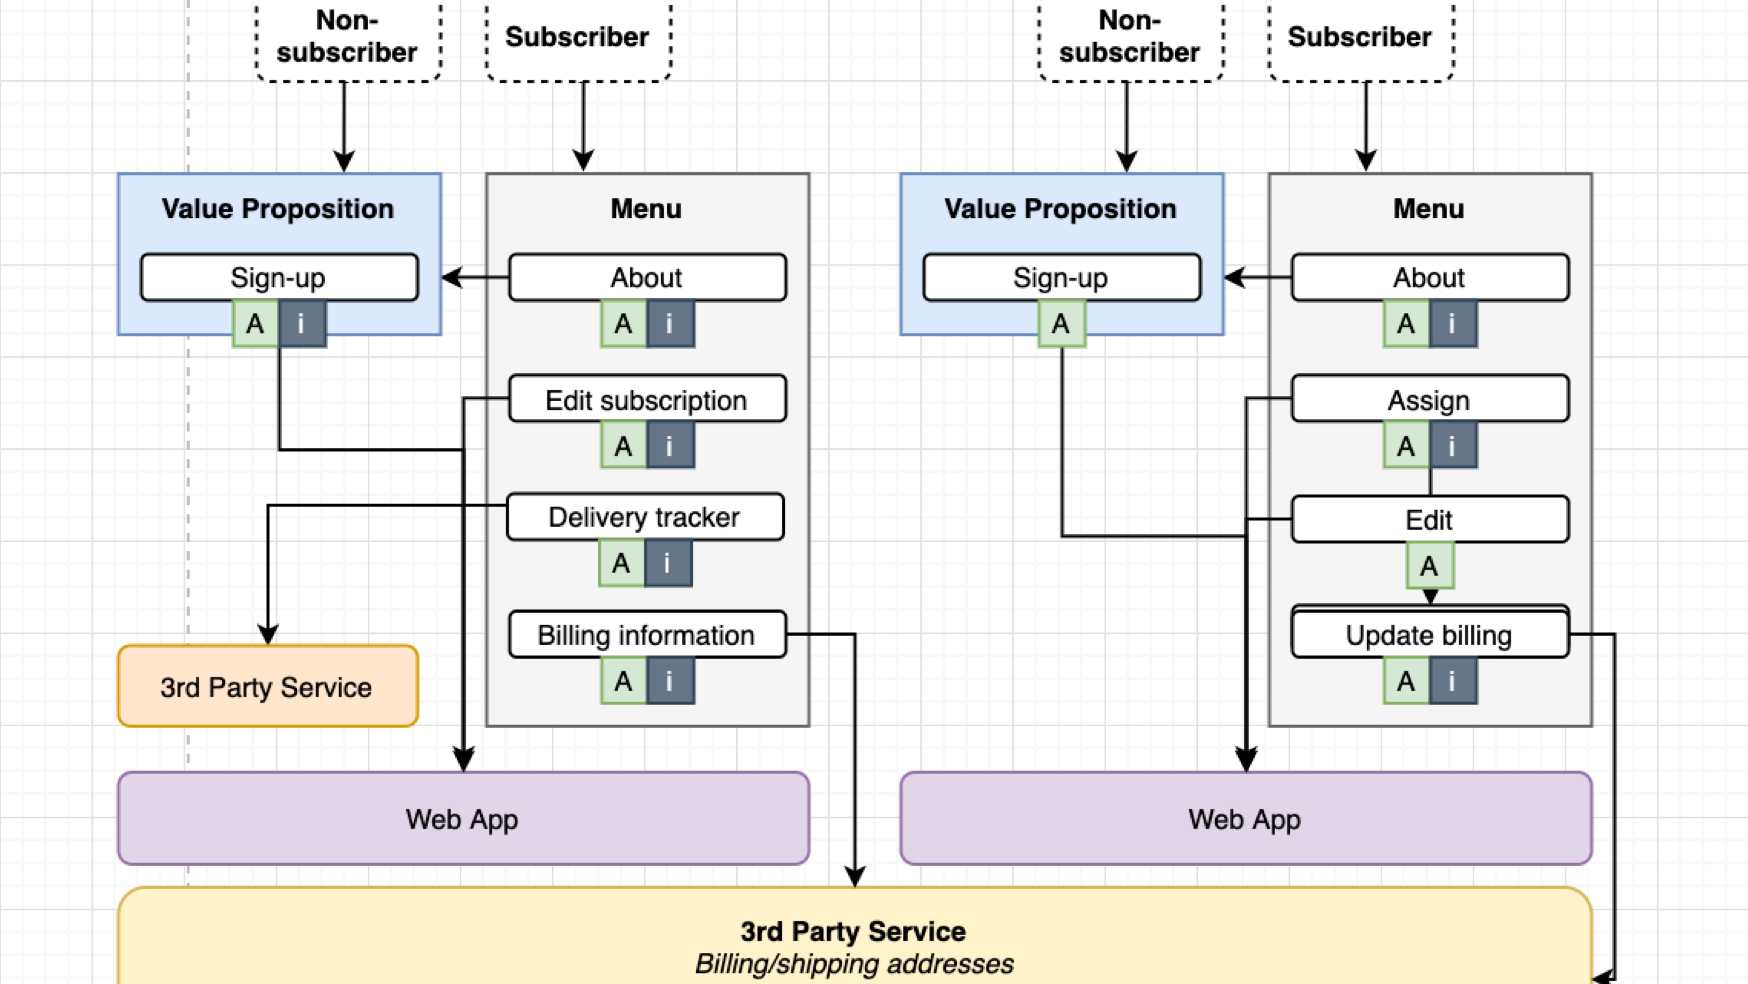 Non-
subscriber
Subscriber
Non-
subscriber
Subscriber
Value Proposition
Sign-up
A i
Menu
About
A i
Edit subscription
A i
Delivery tracker
A i
Billing information
A i
3rd Party Service
Web App
Value Proposition
Sign-up
A
Menu
About
A i
Assign
A i
Edit
A
Update billing
A i
Web App
3rd Party Service
Billing/shipping addresses